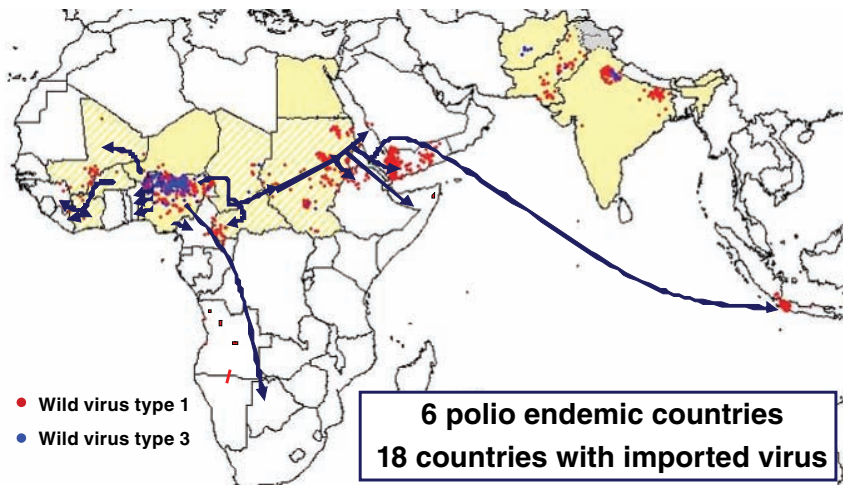 Wild virus type 1
Wild virus type 3
6 polio endemic countries
18 countries with imported virus